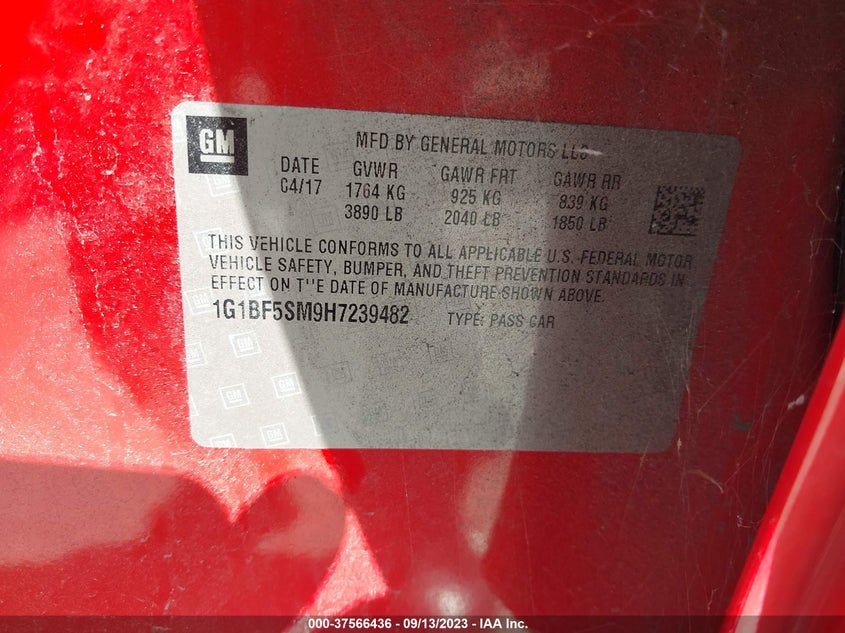 GM
MFD BY GENERAL MOTORS LLC
DATE GVWR GAWR FRT GAWR RR
04/17 1764 KG 925 KG 839 KG
3890 LB 2040 LB 1850 LB
THIS VEHICLE CONFORMS TO ALL APPLICABLE U.S. FEDERAL MOTOR
VEHICLE SAFETY, BUMPER, AND THEFT PREVENTION STANDARDS IN
EFFECT ON THE DATE OF MANUFACTURE SHOWN ABOVE.
1G1BF5SM9H7239482 TYPE: PASS CAR
000-37566436 - 09/13/2023 - IAA Inc.